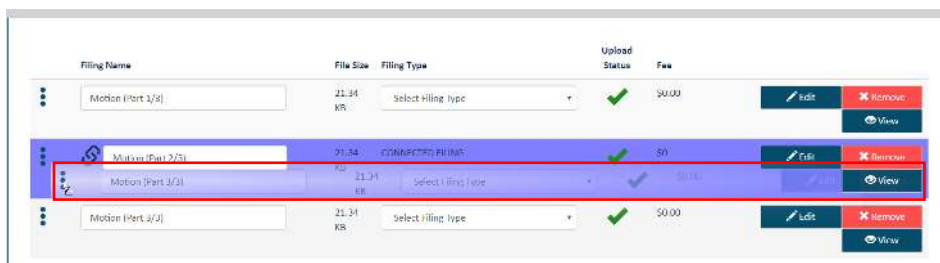 Upload
Filing Name File Size Filing Type Status Fee
Motion (Part 1/3) 21.34 Select Filing Type $0.00 Edit Remove
KB
View
Motion (Part 2/3) 21.34 CONNECTED FILING $0 Edit Remove
KB
Motion (Part 3/3) 21.34 Select Filing Type $0.00 Edit View
KB
Motion (Part 3/3) 21.34 Select Filing Type $0.00 Edit Remove
KB
View